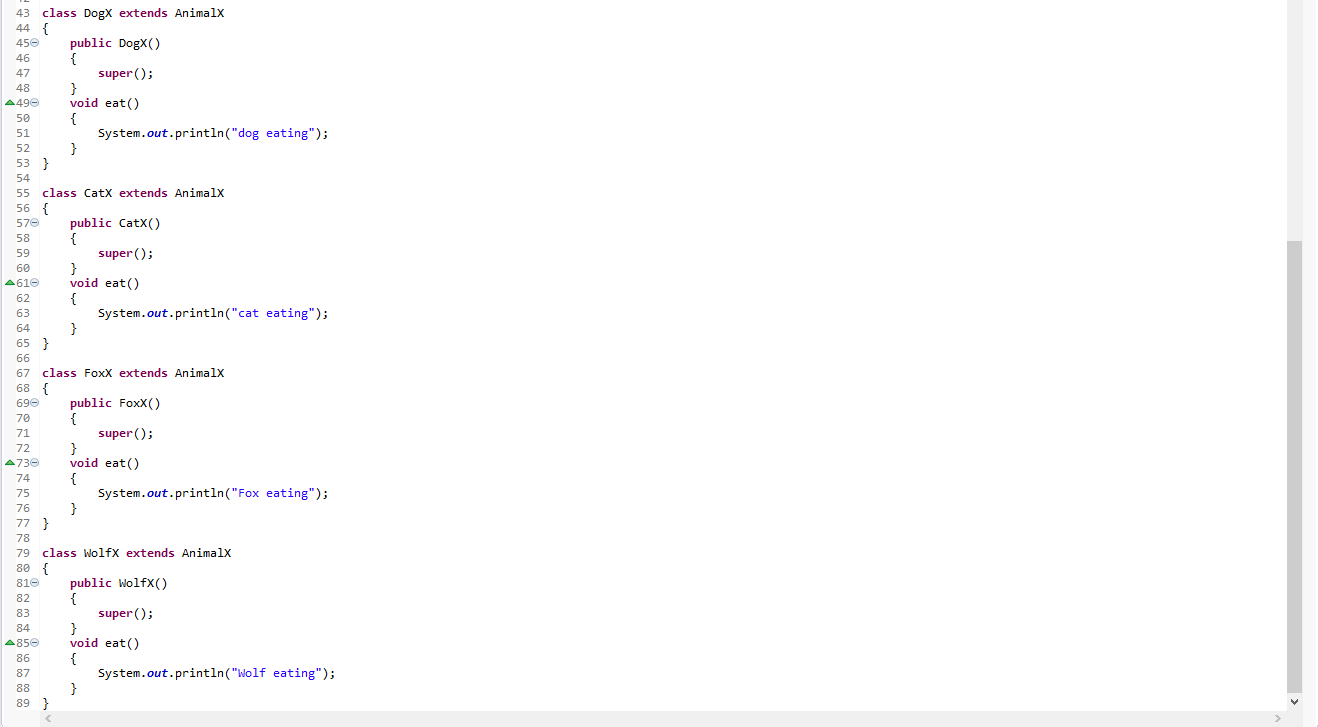 43 class DogX extends AnimalX
44 {
45 public DogX()
46 {
47 super();
48 }
49 void eat()
50 {
51 System.out.println("dog eating");
52 }
53 }
54
55 class CatX extends AnimalX
56 {
57 public CatX()
58 {
59 super();
60 }
61 void eat()
62 {
63 System.out.println("cat eating");
64 }
65 }
66
67 class FoxX extends AnimalX
68 {
69 public FoxX()
70 {
71 super();
72 }
73 void eat()
74 {
75 System.out.println("Fox eating");
76 }
77 }
78
79 class WolfX extends AnimalX
80 {
81 public WolfX()
82 {
83 super();
84 }
85 void eat()
86 {
87 System.out.println("Wolf eating");
88 }
89 }